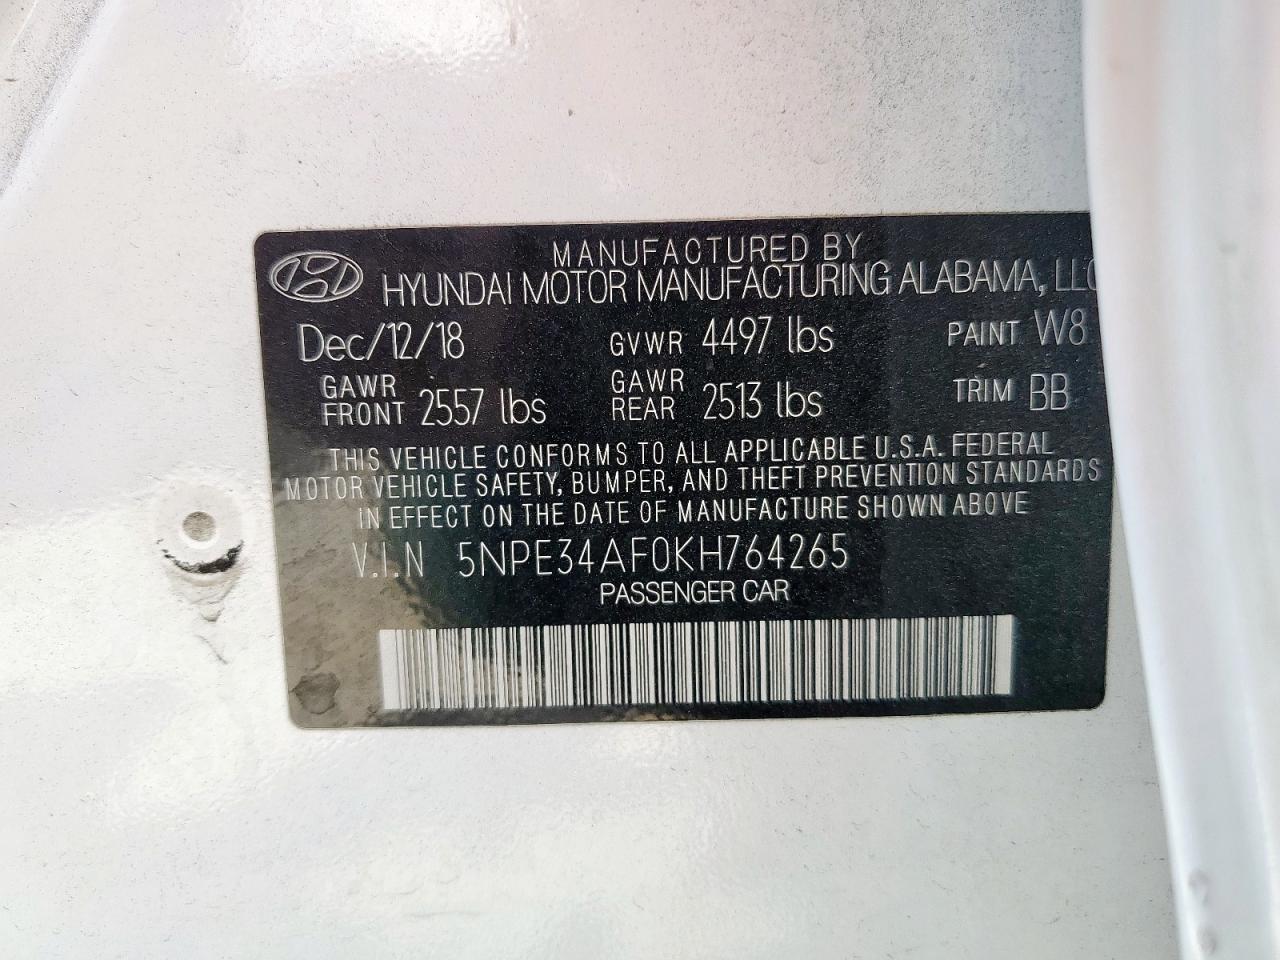 MANUFACTURED BY
HYUNDAI MOTOR MANUFACTURING ALABAMA, LLC
Dec/12/18 GVWR 4497 lbs PAINT W8
GAWR FRONT 2557 lbs GAWR REAR 2513 lbs TRIM BB
THIS VEHICLE CONFORMS TO ALL APPLICABLE U.S.A. FEDERAL
MOTOR VEHICLE SAFETY, BUMPER, AND THEFT PREVENTION STANDARDS
IN EFFECT ON THE DATE OF MANUFACTURE SHOWN ABOVE
V.I.N 5NPE34AF0KH764265
PASSENGER CAR